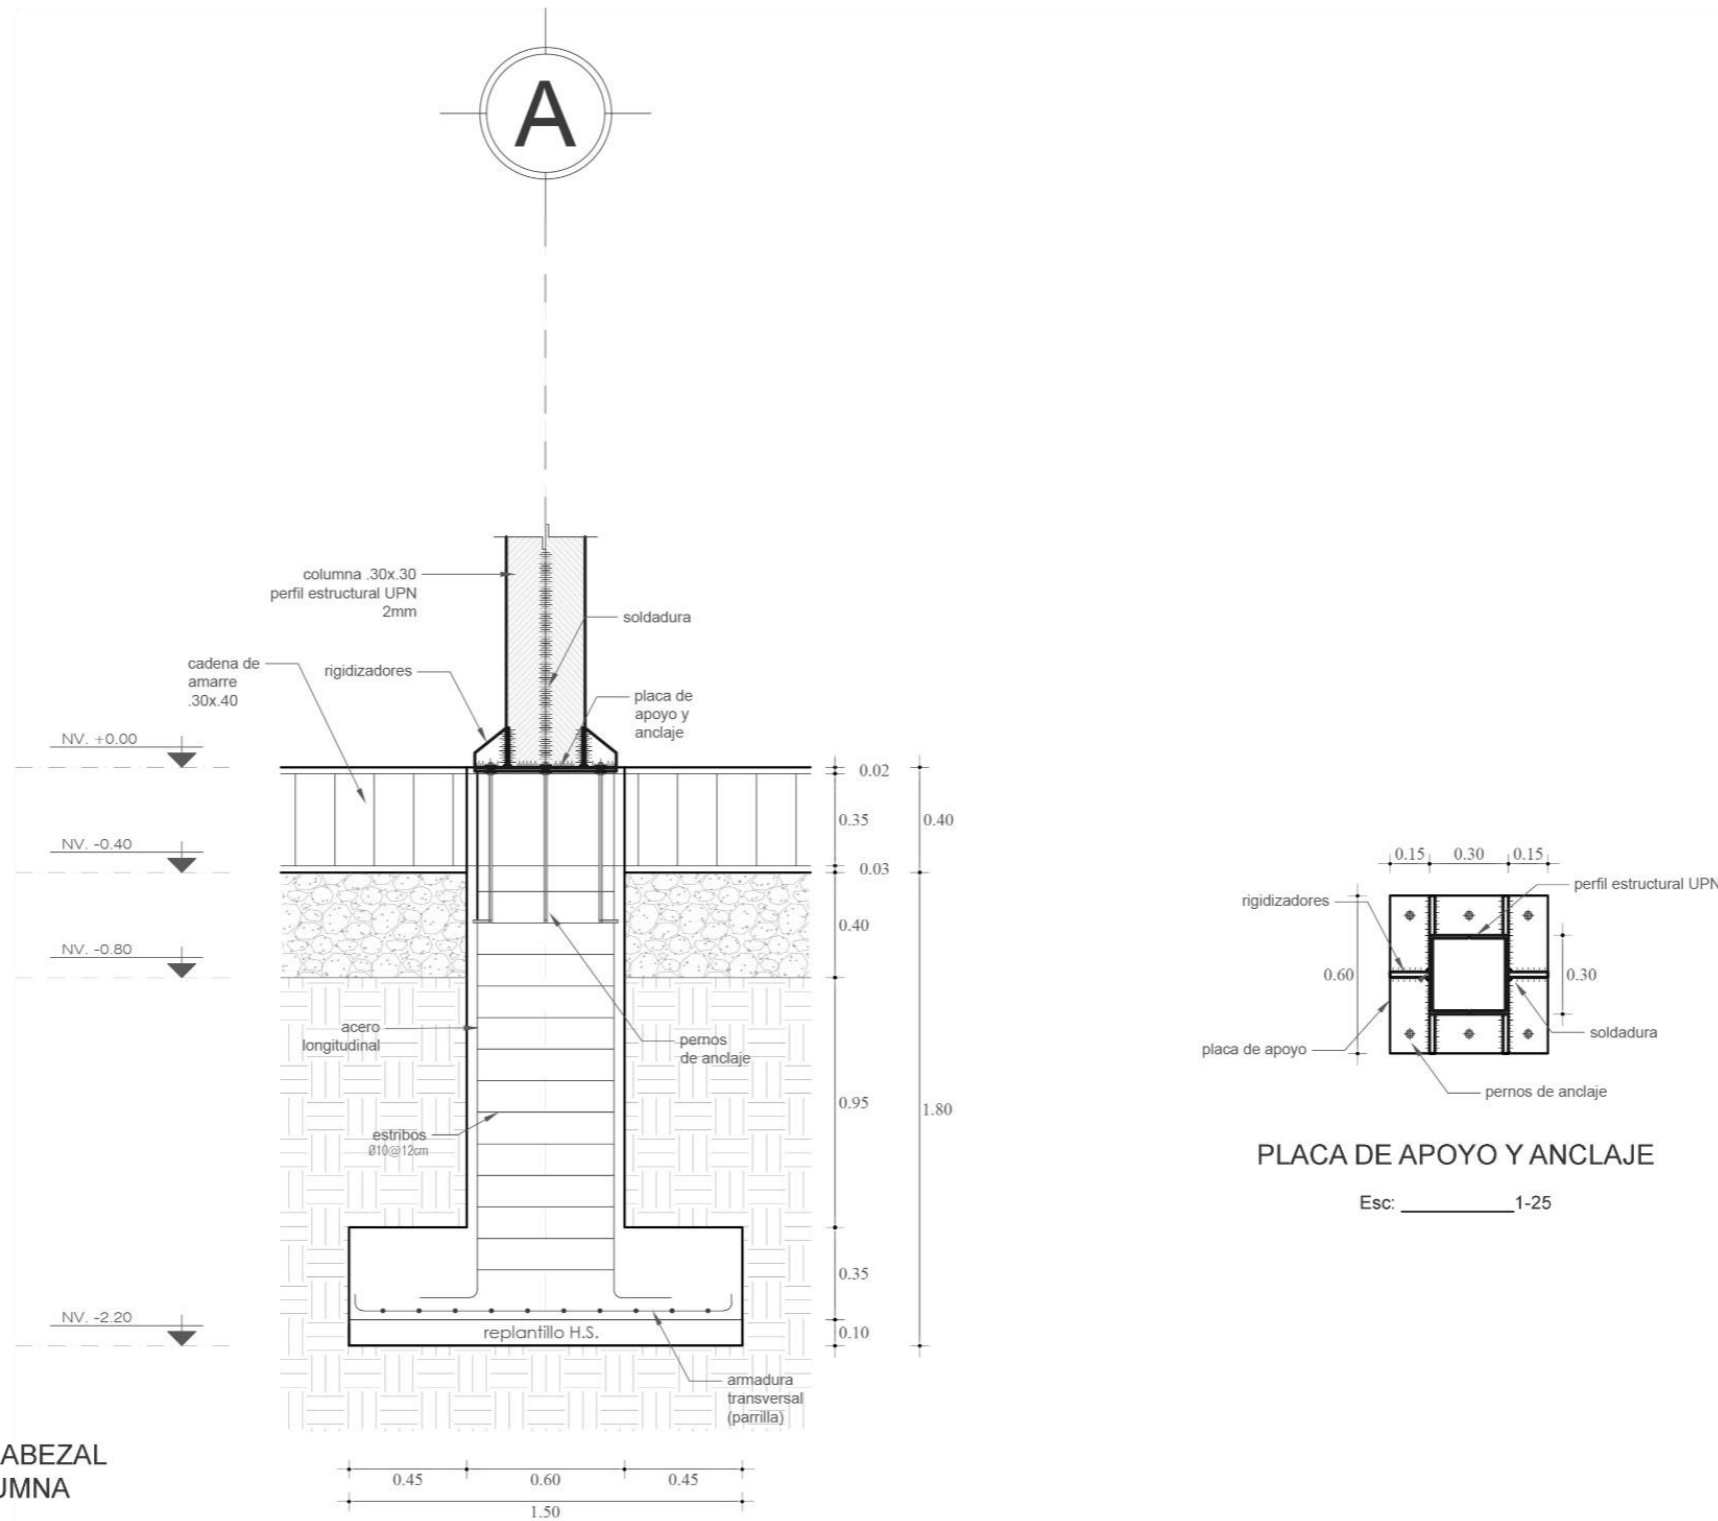 A
columna .30x.30
perfil estructural UPN
2mm
soldadura
cadena de
amarre
.30x.40
rigidizadores
placa de
apoyo y
anclaje
NV. +0.00
0.02
0.35
0.40
NV. -0.40
0.03
0.40
NV. -0.80
acero
longitudinal
pernos
de anclaje
0.95
1.80
estribos
Ø10@12cm
0.35
NV. -2.20
replantillo H.S.
0.10
armadura
transversal
(parrilla)
ABEZAL
UMNA
0.45
0.60
0.45
1.50
0.15
0.30
0.15
perfil estructural UPN
rigidizadores
0.60
0.30
soldadura
placa de apoyo
pernos de anclaje
PLACA DE APOYO Y ANCLAJE
Esc: 1-25